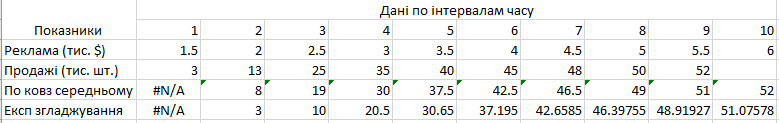 Дані по інтервалам часу
Показники 1 2 3 4 5 6 7 8 9 10
Реклама (тис. $) 1.5 2 2.5 3 3.5 4 4.5 5 5.5 6
Продажі (тис. шт.) 3 13 25 35 40 45 48 50 52
По ковз середньому #N/A 8 19 30 37.5 42.5 46.5 49 51 52
Експ згладжування #N/A 3 10 20.5 30.65 37.195 42.6585 46.39755 48.91927 51.07578